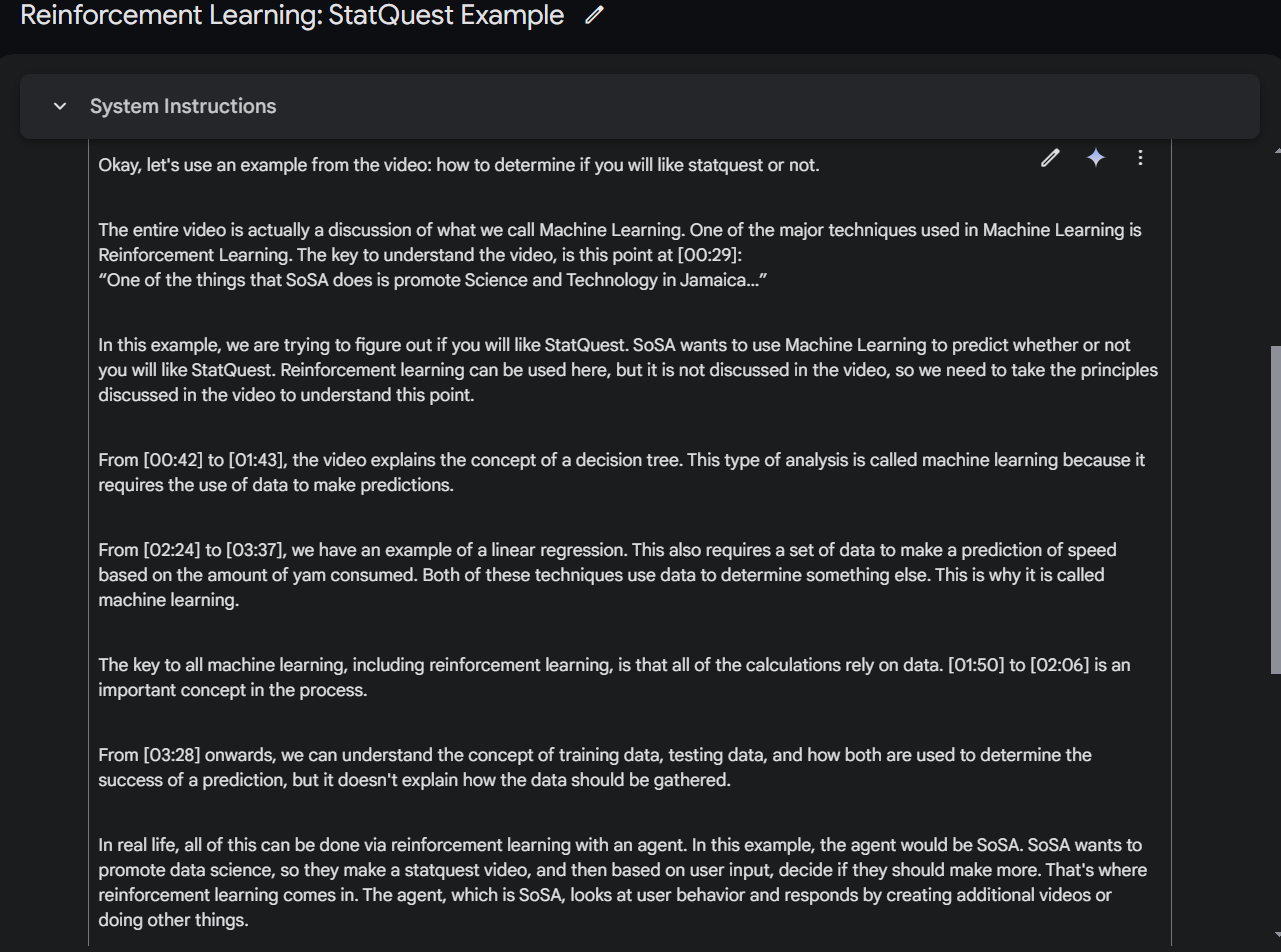 Reinforcement Learning: StatQuest Example
System Instructions
Okay, let's use an example from the video: how to determine if you will like statquest or not.
The entire video is actually a discussion of what we call Machine Learning. One of the major techniques used in Machine Learning is
Reinforcement Learning. The key to understand the video, is this point at [00:29]:
“One of the things that SoSA does is promote Science and Technology in Jamaica...”
In this example, we are trying to figure out if you will like StatQuest. SoSA wants to use Machine Learning to predict whether or not
you will like StatQuest. Reinforcement learning can be used here, but it is not discussed in the video, so we need to take the principles
discussed in the video to understand this point.
From [00:42] to [01:43], the video explains the concept of a decision tree. This type of analysis is called machine learning because it
requires the use of data to make predictions.
From [02:24] to [03:37], we have an example of a linear regression. This also requires a set of data to make a prediction of speed
based on the amount of yam consumed. Both of these techniques use data to determine something else. This is why it is called
machine learning.
The key to all machine learning, including reinforcement learning, is that all of the calculations rely on data. [01:50] to [02:06] is an
important concept in the process.
From [03:28] onwards, we can understand the concept of training data, testing data, and how both are used to determine the
success of a prediction, but it doesn't explain how the data should be gathered.
In real life, all of this can be done via reinforcement learning with an agent. In this example, the agent would be SoSA. SoSA wants to
promote data science, so they make a statquest video, and then based on user input, decide if they should make more. That's where
reinforcement learning comes in. The agent, which is SoSA, looks at user behavior and responds by creating additional videos or
doing other things.